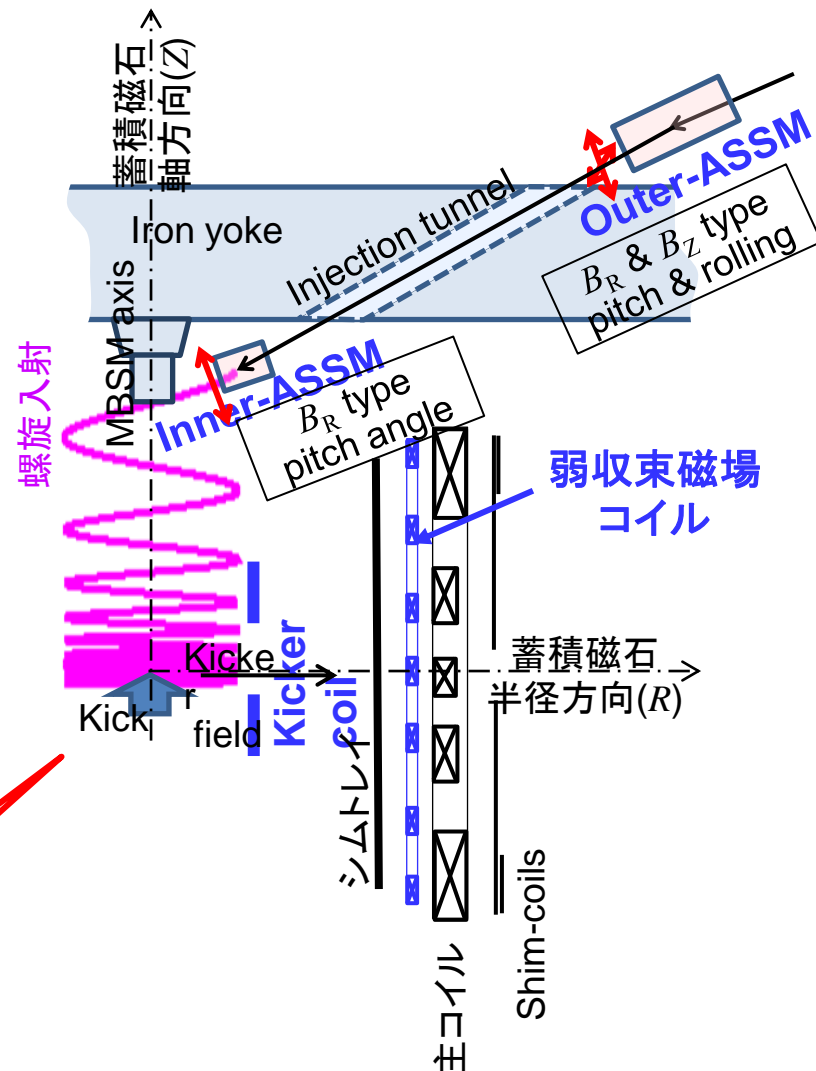 蓄積磁石
軸方向(Z)
Outer-ASSM
BR & BZ type
pitch & rolling
Injection tunnel
Iron yoke
MBSM axis
Inner-ASSM
BR type
pitch angle
螺旋入射
弱収束磁場
コイル
Kicker
coil
Kicke
r
field
Kick
蓄積磁石
半径方向(R)
シムトレイ
Shim-coils
主コイル